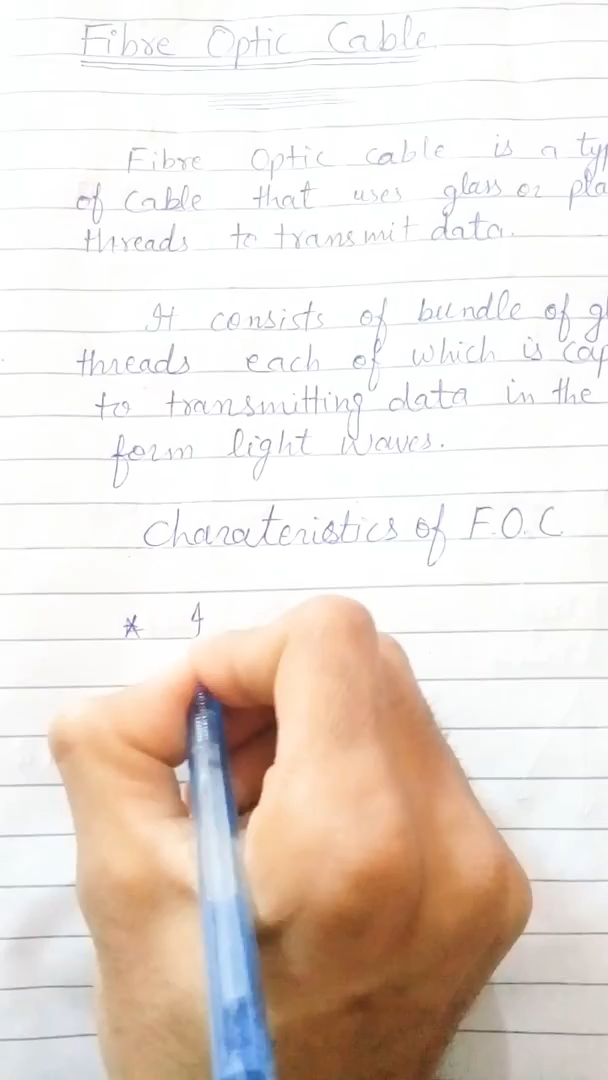 Fibre Optic Cable
Fibre Optic cable is a typ
of cable that uses glass or pla
threads to transmit data.
It consists of bundle of gl
threads each of which is cap
to transmitting data in the
form light waves.
Charateristics of F.O.C
*